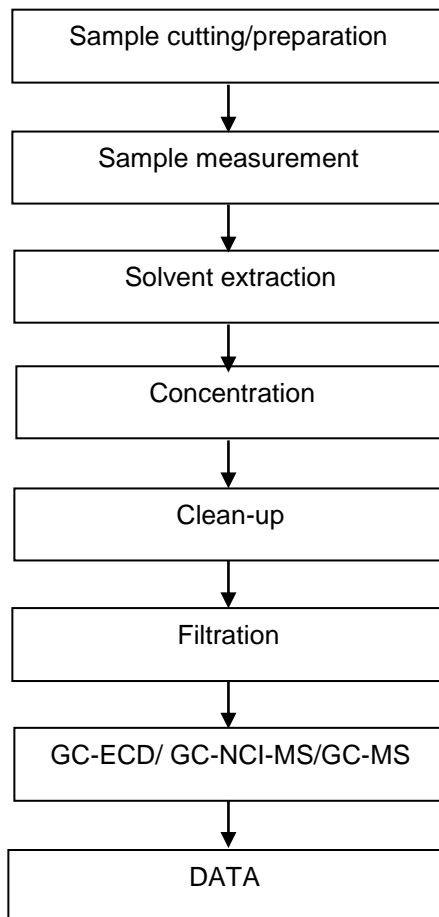 Sample cutting/preparation
Sample measurement
Solvent extraction
Concentration
Clean-up
Filtration
GC-ECD/ GC-NCI-MS/GC-MS
DATA